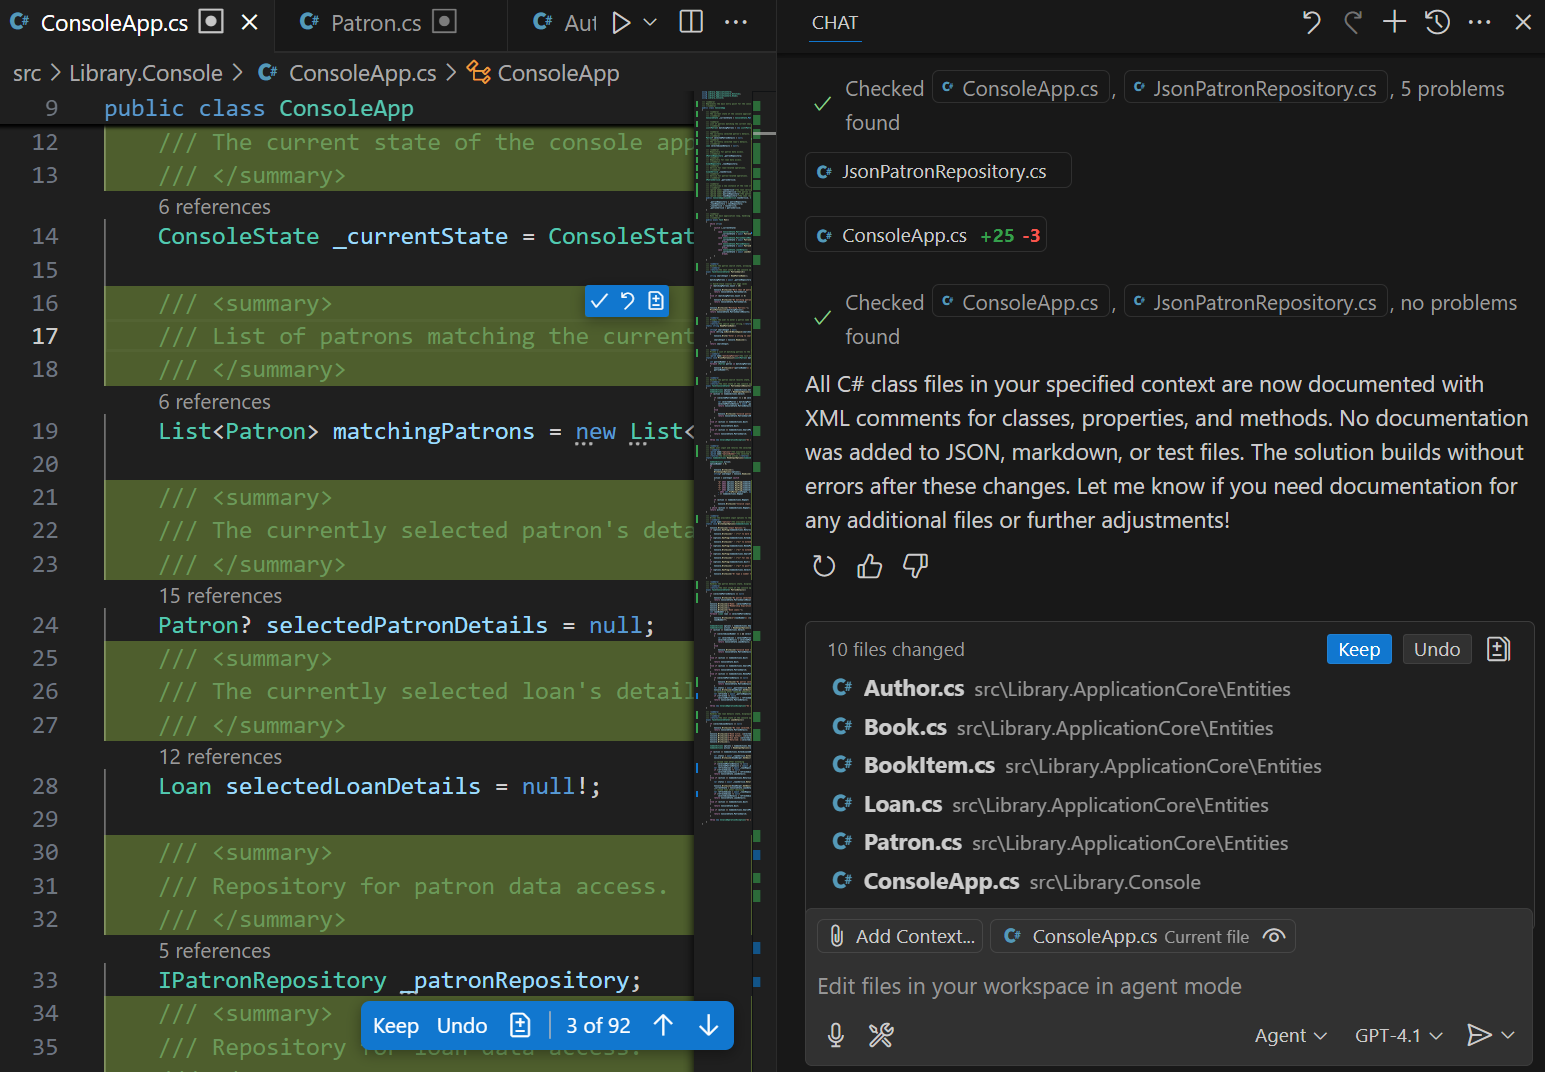 ConsoleApp.cs
Patron.cs
Aut
src > Library.Console > ConsoleApp.cs > ConsoleApp
9 public class ConsoleApp
12 /// The current state of the console app
13 /// </summary>
6 references
14 ConsoleState _currentState = ConsoleStat
15
16 /// <summary>
17 /// List of patrons matching the current
18 /// </summary>
6 references
19 List<Patron> matchingPatrons = new List<
20
21 /// <summary>
22 /// The currently selected patron's deta
23 /// </summary>
15 references
24 Patron? selectedPatronDetails = null;
25 /// <summary>
26 /// The currently selected loan's detail
27 /// </summary>
12 references
28 Loan selectedLoanDetails = null!;
29
30 /// <summary>
31 /// Repository for patron data access.
32 /// </summary>
5 references
33 IPatronRepository _patronRepository;
34 /// <summary>
35 /// Repository for loan data access.
Keep Undo 3 of 92
CHAT
Checked ConsoleApp.cs, JsonPatronRepository.cs, 5 problems
found
JsonPatronRepository.cs
ConsoleApp.cs +25 -3
Checked ConsoleApp.cs, JsonPatronRepository.cs, no problems
found
All C# class files in your specified context are now documented with
XML comments for classes, properties, and methods. No documentation
was added to JSON, markdown, or test files. The solution builds without
errors after these changes. Let me know if you need documentation for
any additional files or further adjustments!
10 files changed Keep Undo
Author.cs src\Library.ApplicationCore\Entities
Book.cs src\Library.ApplicationCore\Entities
BookItem.cs src\Library.ApplicationCore\Entities
Loan.cs src\Library.ApplicationCore\Entities
Patron.cs src\Library.ApplicationCore\Entities
ConsoleApp.cs src\Library.Console
Add Context... ConsoleApp.cs Current file
Edit files in your workspace in agent mode
Agent GPT-4.1